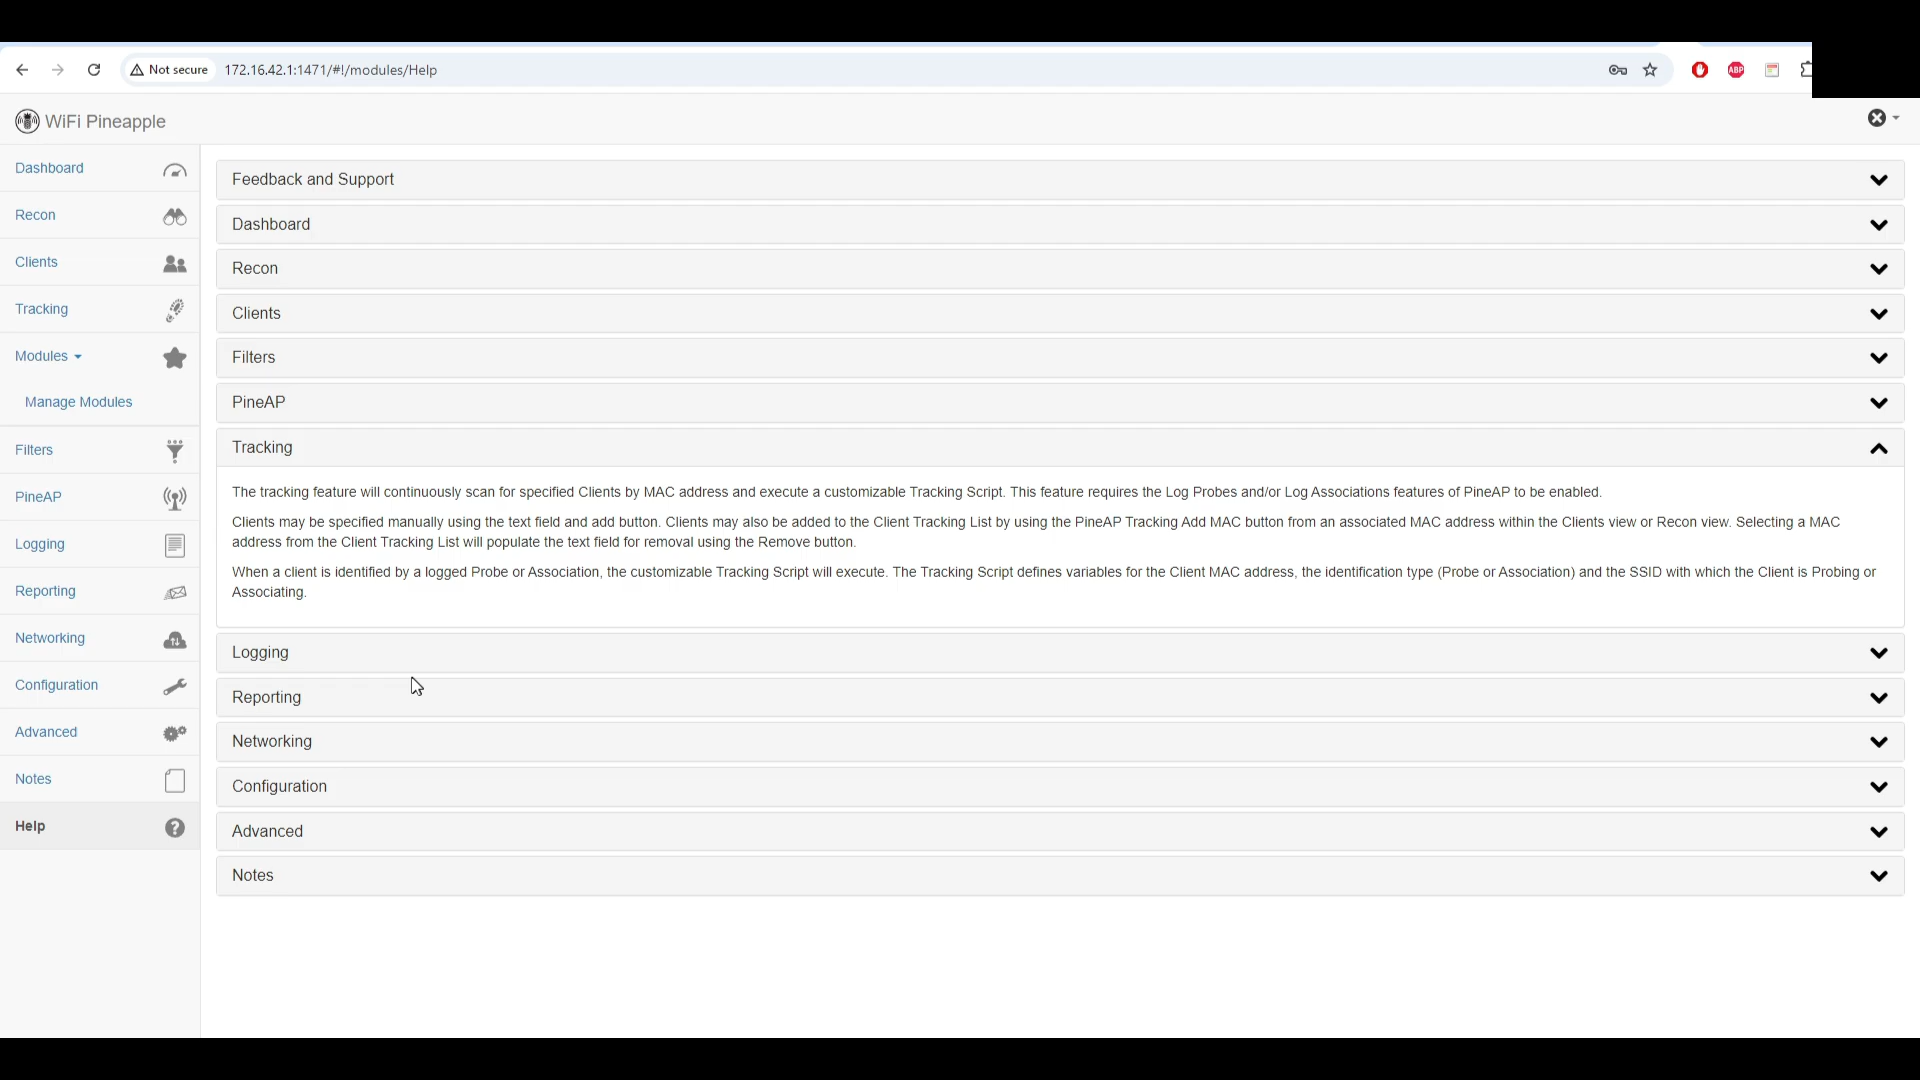 Not secure
172.16.42.1:1471/#!/modules/Help
ABP
WiFi Pineapple
Dashboard
Recon
Clients
Tracking
Modules
Manage Modules
Filters
PineAP
Logging
Reporting
Networking
Configuration
Advanced
Notes
Help
Feedback and Support
Dashboard
Recon
Clients
Filters
PineAP
Tracking
The tracking feature will continuously scan for specified Clients by MAC address and execute a customizable Tracking Script. This feature requires the Log Probes and/or Log Associations features of PineAP to be enabled.
Clients may be specified manually using the text field and add button. Clients may also be added to the Client Tracking List by using the PineAP Tracking Add MAC button from an associated MAC address within the Clients view or Recon view. Selecting a MAC
address from the Client Tracking List will populate the text field for removal using the Remove button.
When a client is identified by a logged Probe or Association, the customizable Tracking Script will execute. The Tracking Script defines variables for the Client MAC address, the identification type (Probe or Association) and the SSID with which the Client is Probing or
Associating.
Logging
Reporting
Networking
Configuration
Advanced
Notes